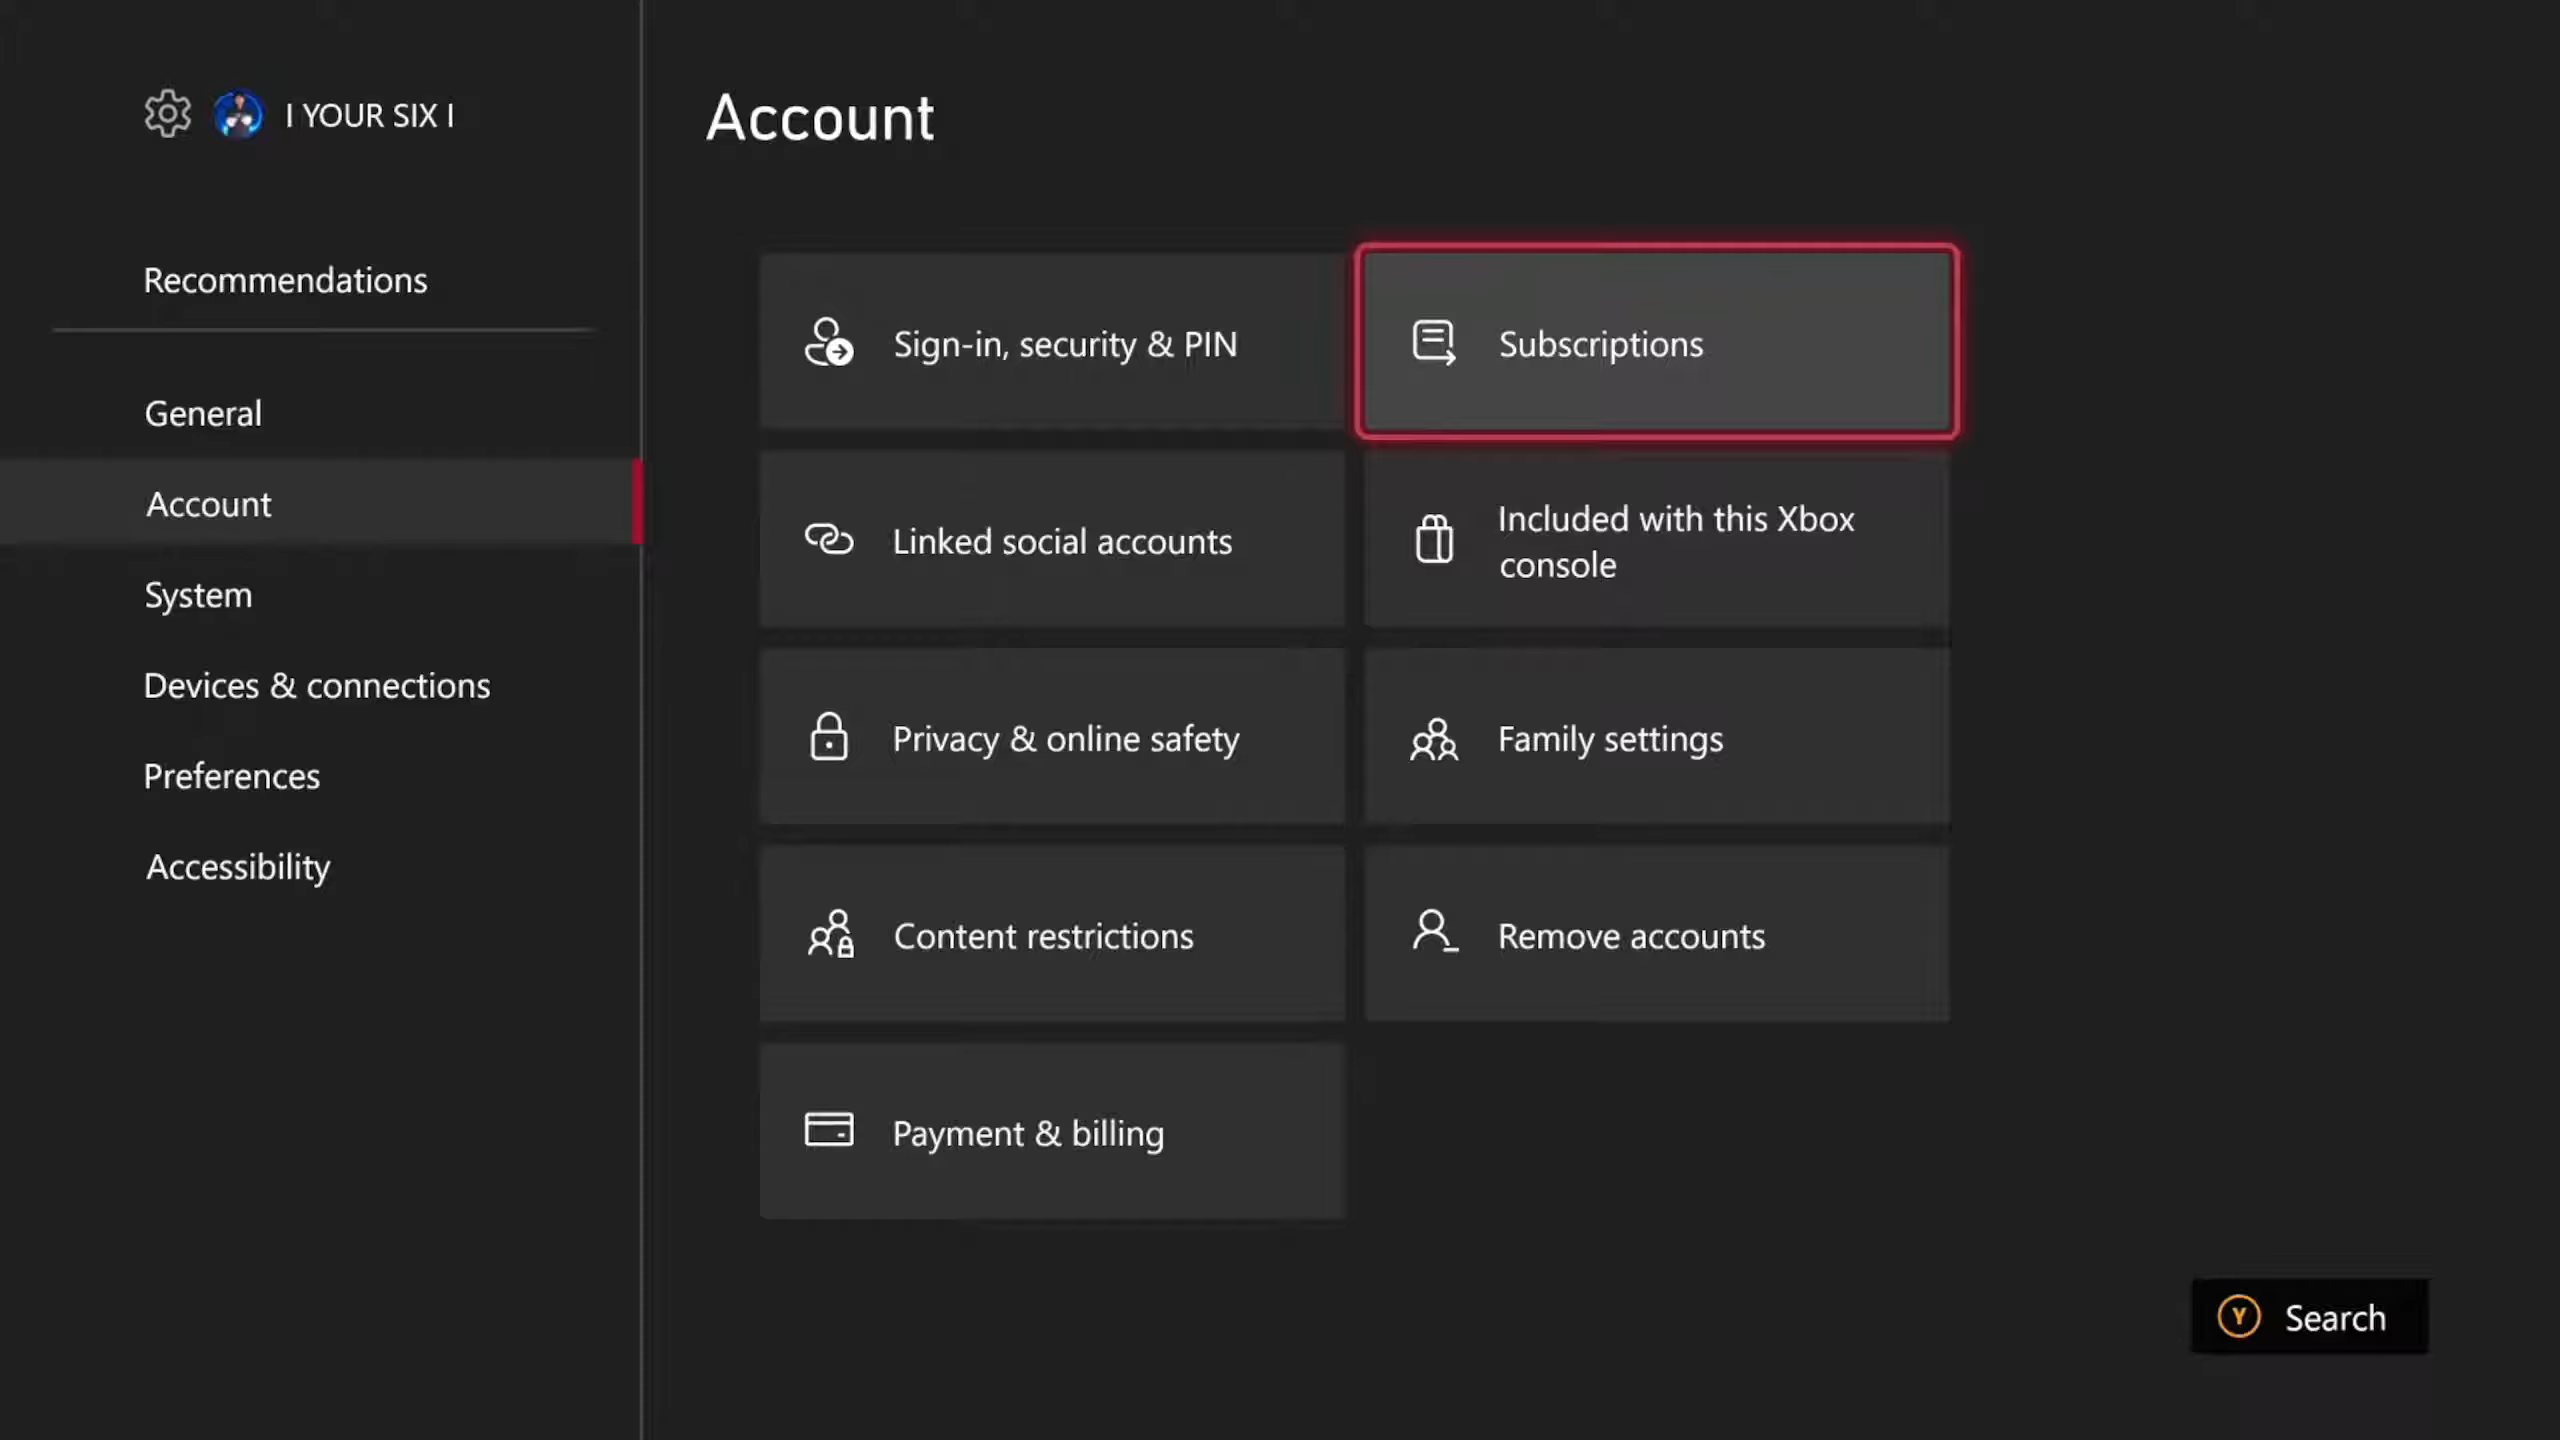 I YOUR SIX I
Recommendations
General
Account
System
Devices & connections
Preferences
Accessibility
Account
Sign-in, security & PIN
Subscriptions
Linked social accounts
Included with this Xbox
console
Privacy & online safety
Family settings
Content restrictions
Remove accounts
Payment & billing
Y Search